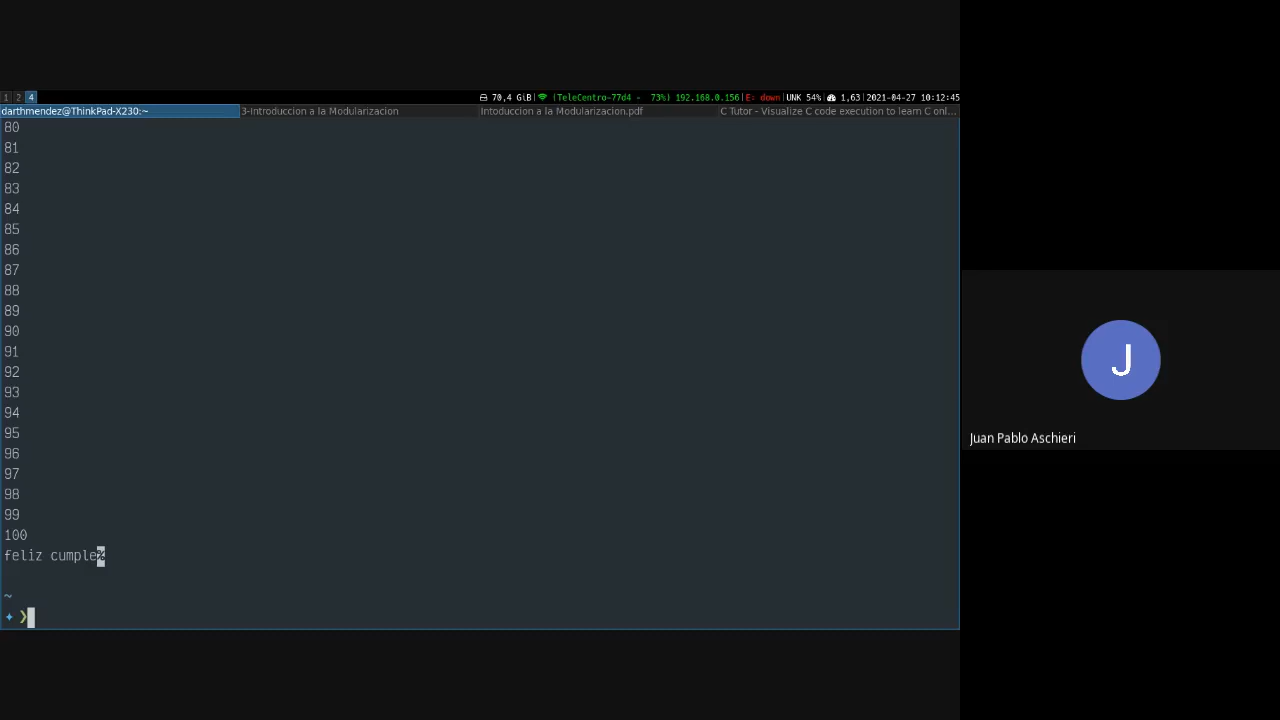 1 2 4
70,4 GiB| |(TeleCentro-77d4 - 73%) 192.168.0.156|E: down|UNK 54%| 1,63|2021-04-27 10:12:45
darthmendez@ThinkPad-X230:~
3-Introduccion a la Modularizacion
Intoduccion a la Modularizacion.pdf
C Tutor - Visualize C code execution to learn C onl...
80
81
82
83
84
85
86
87
88
89
90
91
92
93
94
95
96
97
98
99
100
feliz cumple%
~
❯
J
Juan Pablo Aschieri